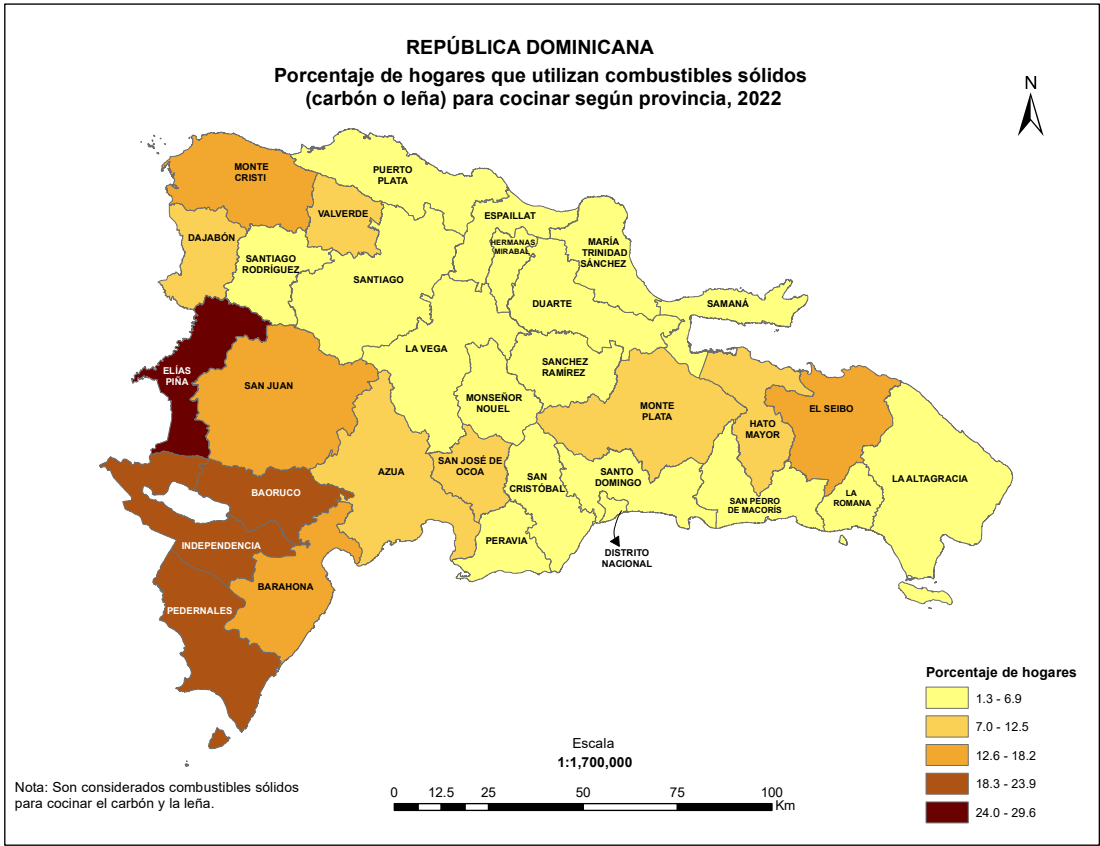 REPÚBLICA DOMINICANA
Porcentaje de hogares que utilizan combustibles sólidos
(carbón o leña) para cocinar según provincia, 2022
N
MONTE
CRISTI
PUERTO
PLATA
VALVERDE
ESPAILLAT
DAJABÓN
HERMANAS
MIRABAL
MARÍA
TRINIDAD
SÁNCHEZ
SANTIAGO
RODRÍGUEZ
SANTIAGO
DUARTE
SAMANÁ
LA VEGA
SANCHEZ
RAMÍREZ
ELÍAS
PIÑA
SAN JUAN
MONSEÑOR
NOUEL
MONTE
PLATA
EL SEIBO
HATO
MAYOR
AZUA
SAN JOSÉ DE
OCOA
SAN
CRISTÓBAL
SANTO
DOMINGO
LA ALTAGRACIA
BAORUCO
SAN PEDRO
DE MACORÍS
LA
ROMANA
INDEPENDENCIA
PERAVIA
DISTRITO
NACIONAL
BARAHONA
PEDERNALES
Porcentaje de hogares
1.3 - 6.9
7.0 - 12.5
12.6 - 18.2
18.3 - 23.9
24.0 - 29.6
Escala
1:1,700,000
0 12.5 25 50 75 100
Km
Nota: Son considerados combustibles sólidos
para cocinar el carbón y la leña.